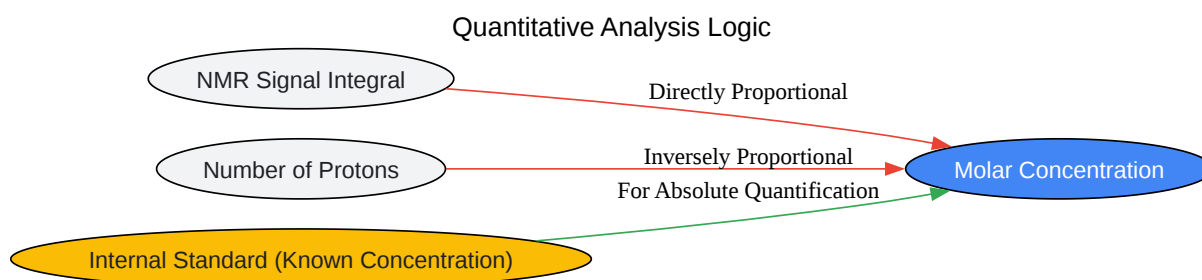 Quantitative Analysis Logic
NMR Signal Integral
Directly Proportional
Number of Protons
Inversely Proportional
Molar Concentration
For Absolute Quantification
Internal Standard (Known Concentration)